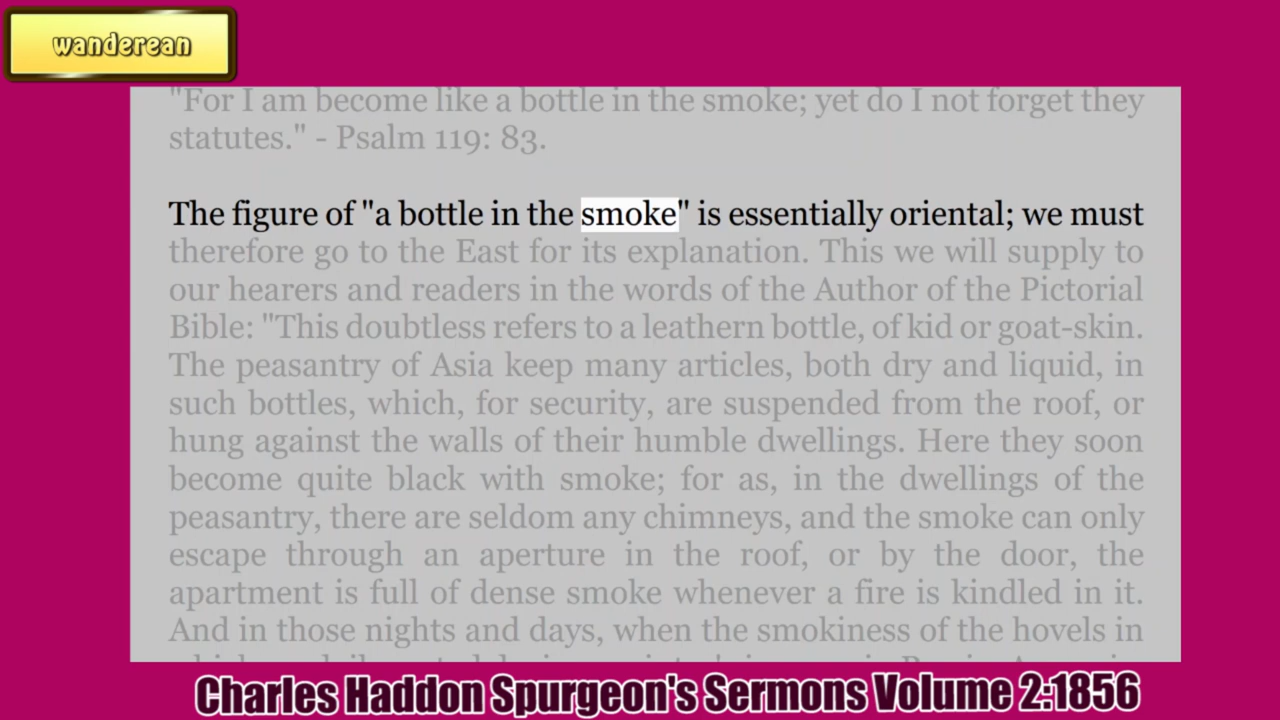 wanderean
"For I am become like a bottle in the smoke; yet do I not forget they
statutes." - Psalm 119: 83.
The figure of "a bottle in the smoke" is essentially oriental; we must
therefore go to the East for its explanation. This we will supply to
our hearers and readers in the words of the Author of the Pictorial
Bible: "This doubtless refers to a leathern bottle, of kid or goat-skin.
The peasantry of Asia keep many articles, both dry and liquid, in
such bottles, which, for security, are suspended from the roof, or
hung against the walls of their humble dwellings. Here they soon
become quite black with smoke; for as, in the dwellings of the
peasantry, there are seldom any chimneys, and the smoke can only
escape through an aperture in the roof, or by the door, the
apartment is full of dense smoke whenever a fire is kindled in it.
And in those nights and days, when the smokiness of the hovels in
Charles Haddon Spurgeon's Sermons Volume 2:1856